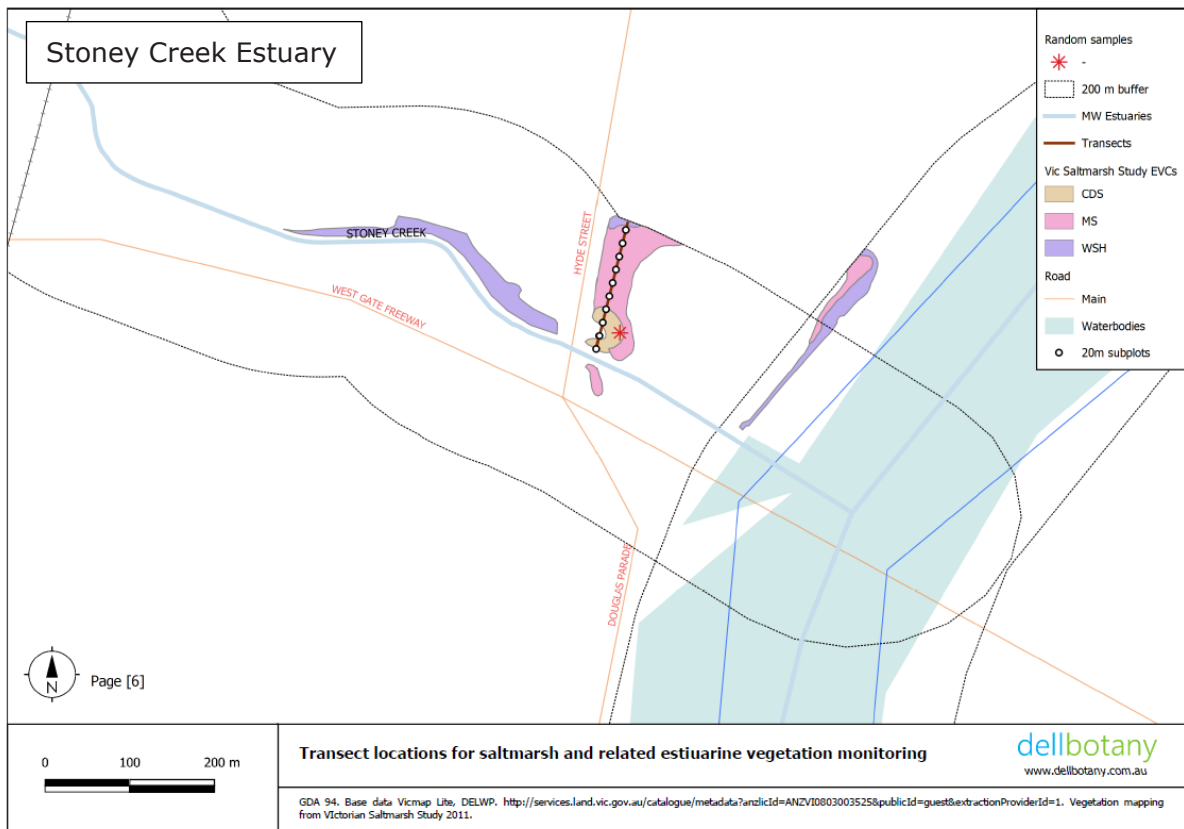 Stoney Creek Estuary
Random samples
-
200 m buffer
MW Estuaries
Transects
Vic Saltmarsh Study EVCs
CDS
MS
WSH
Road
Main
Waterbodies
20m subplots
HYDE STREET
STONEY CREEK
WEST GATE FREEWAY
DOUGLAS PARADE
N
Page [6]
0 100 200 m
Transect locations for saltmarsh and related estiuarine vegetation monitoring
dellbotany
www.dellbotany.com.au
GDA 94. Base data Vicmap Lite, DELWP. http://services.land.vic.gov.au/catalogue/metadata?anzlicId=ANZVI0803003525&publicId=guest&extractionProviderId=1. Vegetation mapping
from VIctorian Saltmarsh Study 2011.